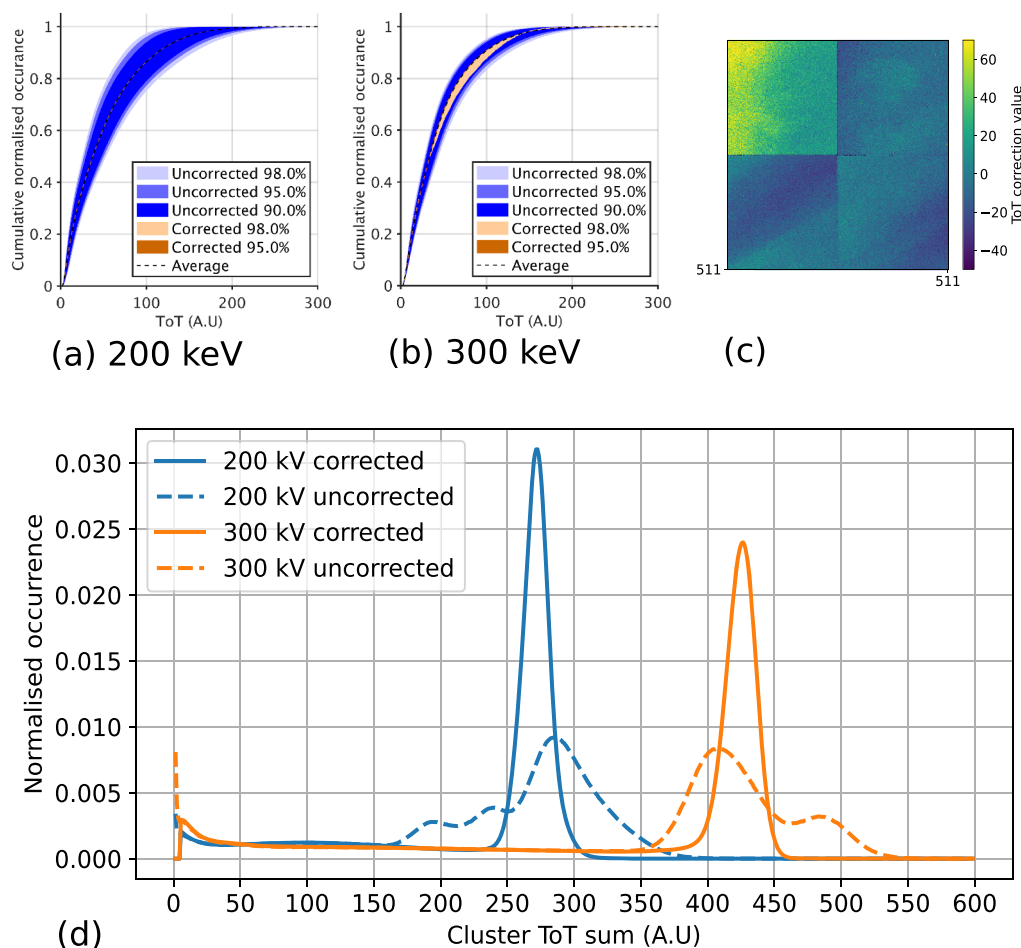 Cumulative normalised occurance
1
0.8
0.6
0.4
0.2
0
Uncorrected 98.0%
Uncorrected 95.0%
Uncorrected 90.0%
Corrected 98.0%
Corrected 95.0%
Average
0 100 200 300
ToT (A.U)
(a) 200 keV
Cumulative normalised occurance
1
0.8
0.6
0.4
0.2
0
Uncorrected 98.0%
Uncorrected 95.0%
Uncorrected 90.0%
Corrected 98.0%
Corrected 95.0%
Average
0 100 200 300
ToT (A.U)
(b) 300 keV
511
511
60
40
20
0
−20
−40
ToT correction value
(c)
Normalised occurrence
0.030
0.025
0.020
0.015
0.010
0.005
0.000
200 kV corrected
200 kV uncorrected
300 kV corrected
300 kV uncorrected
0 50 100 150 200 250 300 350 400 450 500 550 600
Cluster ToT sum (A.U)
(d)